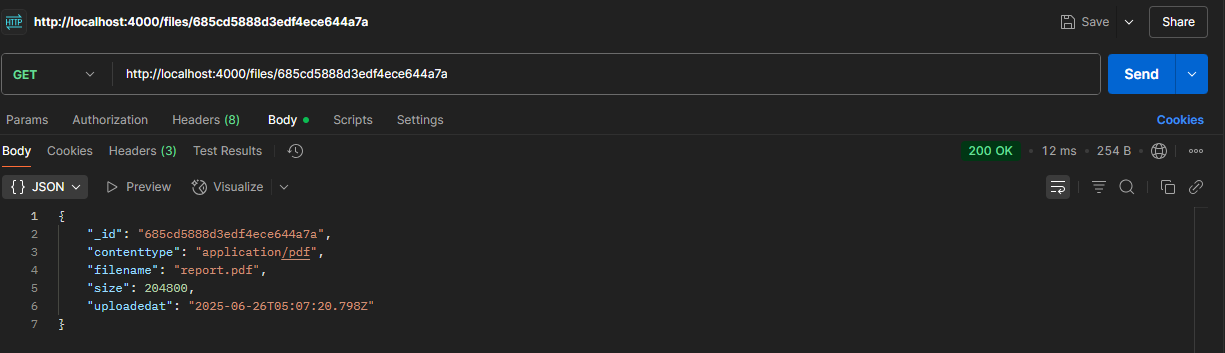 HTTP http://localhost:4000/files/685cd5888d3edf4ece644a7a Save Share
GET http://localhost:4000/files/685cd5888d3edf4ece644a7a Send
Params Authorization Headers (8) Body Scripts Settings Cookies
Body Cookies Headers (3) Test Results 200 OK • 12 ms • 254 B •
{} JSON Preview Visualize
1 {
2 "_id": "685cd5888d3edf4ece644a7a",
3 "contenttype": "application/pdf",
4 "filename": "report.pdf",
5 "size": 204800,
6 "uploadedat": "2025-06-26T05:07:20.798Z"
7 }